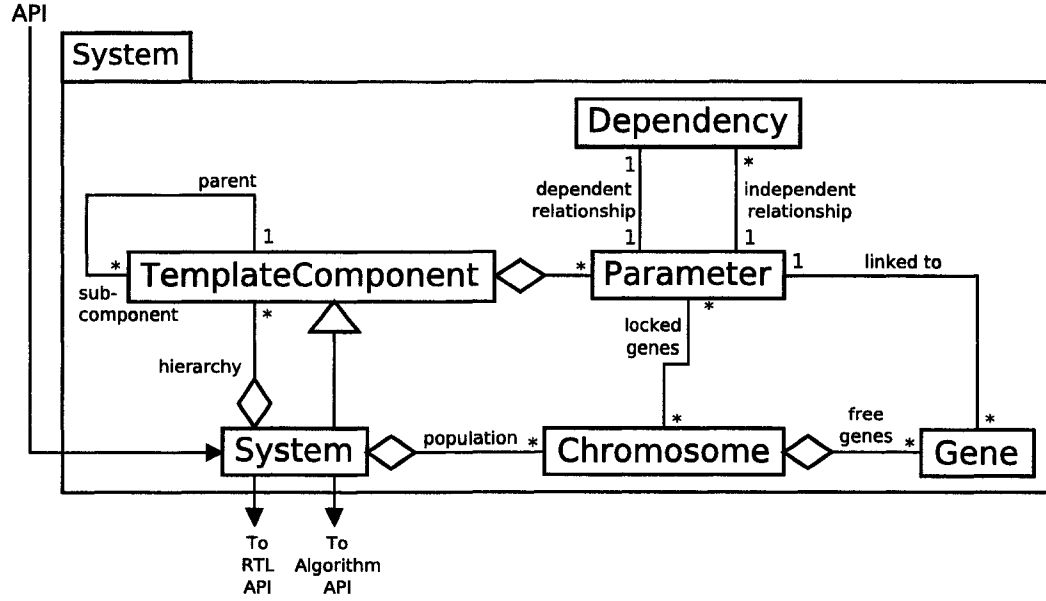 API
System
Dependency
1 *
dependent
relationship
independent
relationship
1 1
parent
1
*
TemplateComponent
*
Parameter
1
linked to
sub-
component
*
*
locked
genes
hierarchy
*
*
free
genes
System
population
*
Chromosome
*
Gene
To
RTL
API
To
Algorithm
API